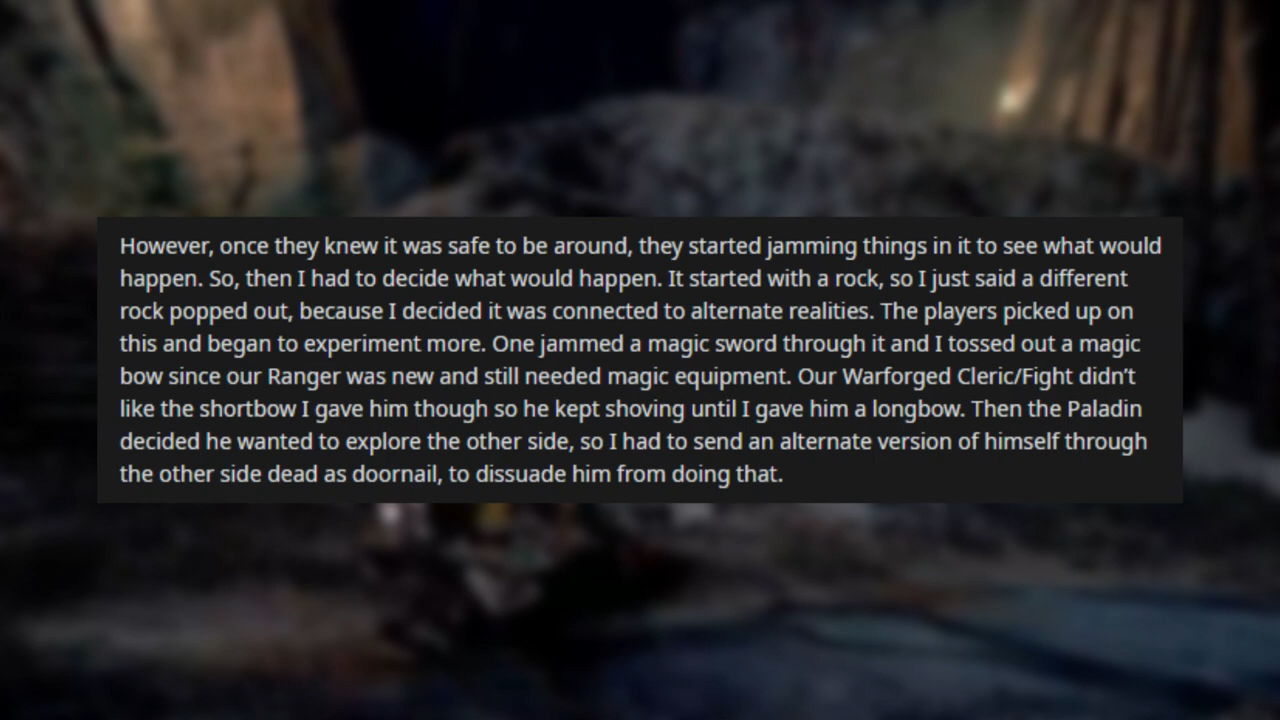 However, once they knew it was safe to be around, they started jamming things in it to see what would
happen. So, then I had to decide what would happen. It started with a rock, so I just said a different
rock popped out, because I decided it was connected to alternate realities. The players picked up on
this and began to experiment more. One jammed a magic sword through it and I tossed out a magic
bow since our Ranger was new and still needed magic equipment. Our Warforged Cleric/Fight didn’t
like the shortbow I gave him though so he kept shoving until I gave him a longbow. Then the Paladin
decided he wanted to explore the other side, so I had to send an alternate version of himself through
the other side dead as doornail, to dissuade him from doing that.